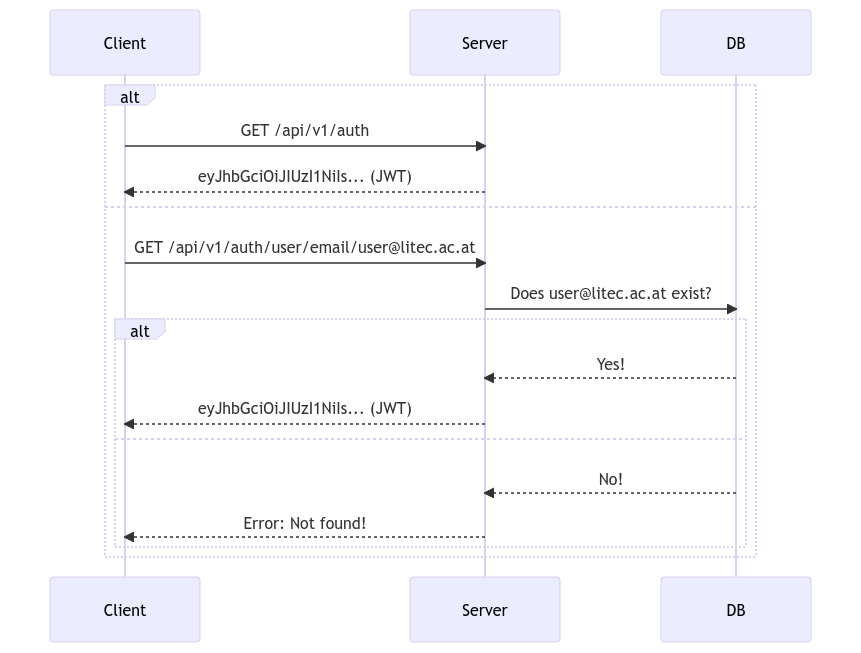 Client
Server
DB
alt
GET /api/v1/auth
eyJhbGciOiJIUzI1NiIs... (JWT)
GET /api/v1/auth/user/email/user@litec.ac.at
Does user@litec.ac.at exist?
alt
Yes!
eyJhbGciOiJIUzI1NiIs... (JWT)
No!
Error: Not found!
Client
Server
DB